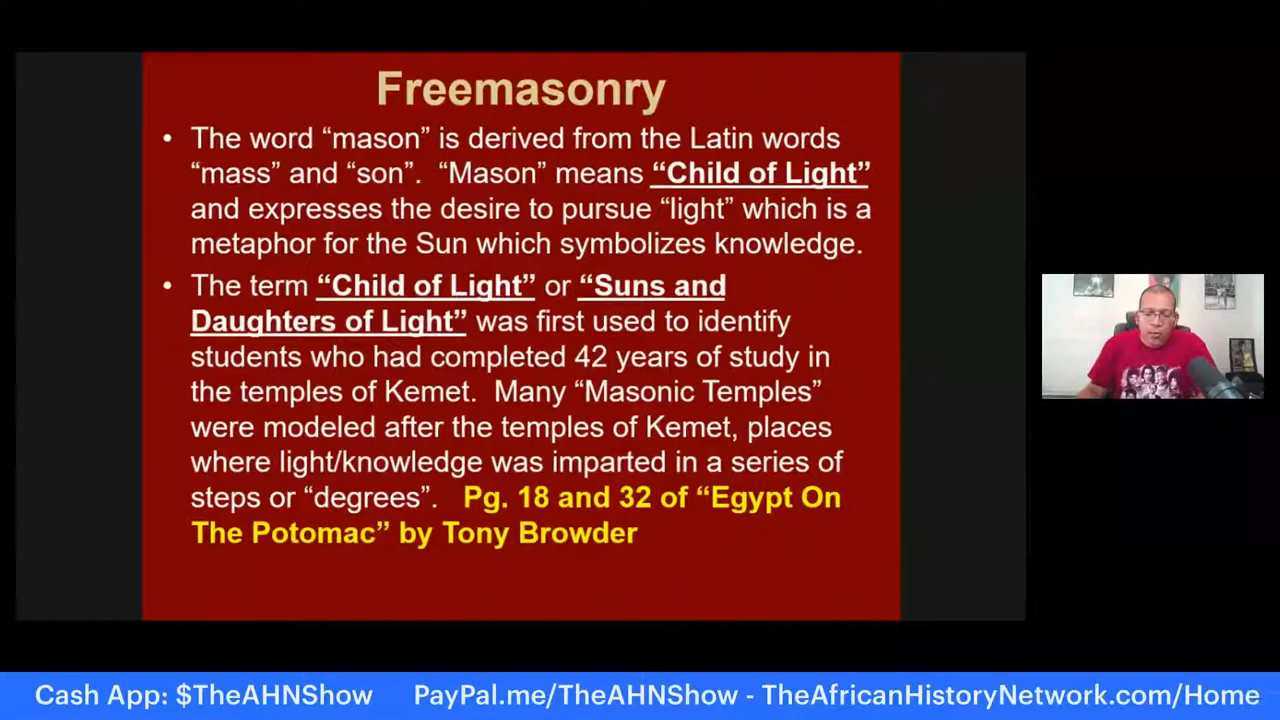 Freemasonry
• The word “mason” is derived from the Latin words
“mass” and “son”. “Mason” means “Child of Light”
and expresses the desire to pursue “light” which is a
metaphor for the Sun which symbolizes knowledge.
• The term “Child of Light” or “Suns and
Daughters of Light” was first used to identify
students who had completed 42 years of study in
the temples of Kemet. Many “Masonic Temples”
were modeled after the temples of Kemet, places
where light/knowledge was imparted in a series of
steps or “degrees”. Pg. 18 and 32 of “Egypt On
The Potomac” by Tony Browder
Cash App: $TheAHNShow PayPal.me/TheAHNShow - TheAfricanHistoryNetwork.com/Home